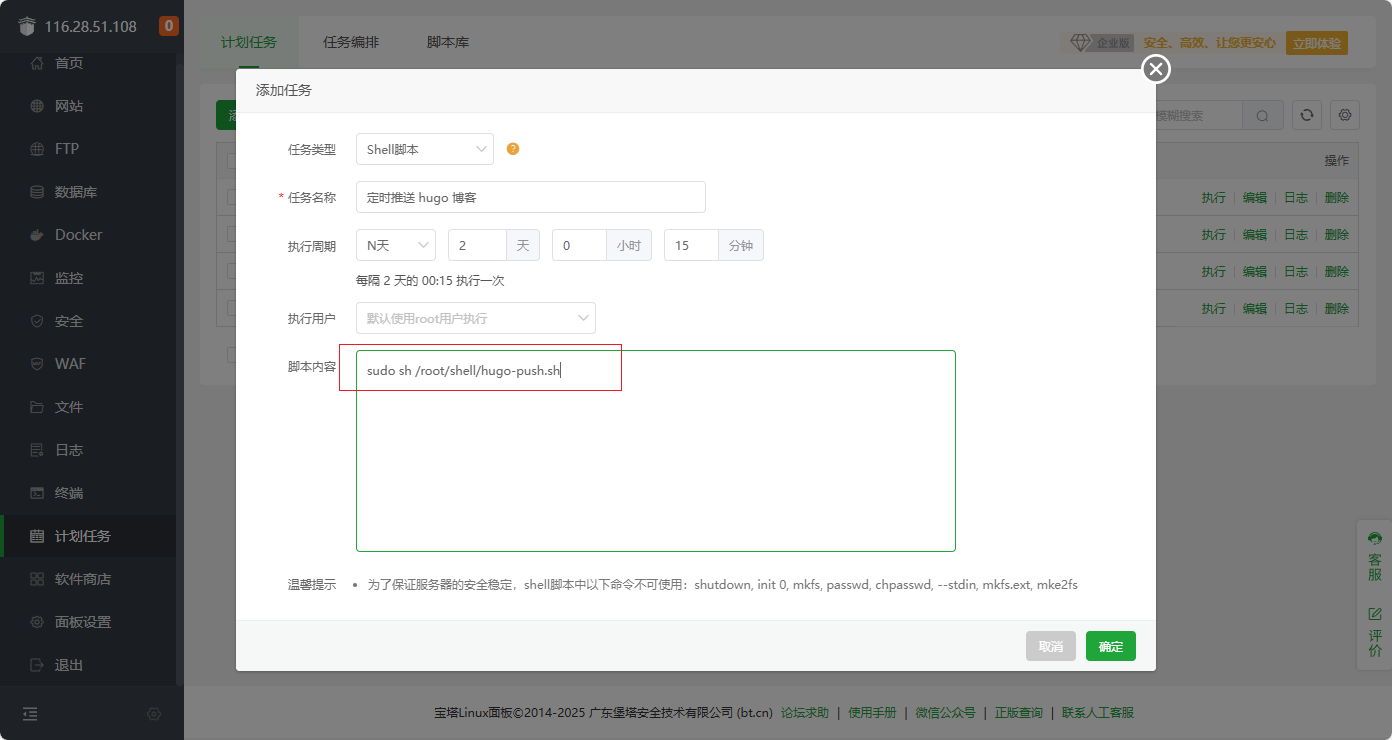 116.28.51.108
0
首页
网站
FTP
数据库
Docker
监控
安全
WAF
文件
日志
终端
计划任务
软件商店
面板设置
退出
计划任务 任务编排 脚本库
企业版 安全、高效、让您更安心 立即体验
模糊搜索
操作
执行 编辑 日志 删除
执行 编辑 日志 删除
执行 编辑 日志 删除
执行 编辑 日志 删除
添加任务
任务类型 Shell脚本 ?
* 任务名称 定时推送 hugo 博客
执行周期 N天 2 天 0 小时 15 分钟
每隔 2 天的 00:15 执行一次
执行用户 默认使用root用户执行
脚本内容 sudo sh /root/shell/hugo-push.sh
温馨提示 • 为了保证服务器的安全稳定，shell脚本中以下命令不可使用：shutdown, init 0, mkfs, passwd, chpasswd, --stdin, mkfs.ext, mke2fs
取消 确定
客服
评价
宝塔Linux面板©2014-2025 广东堡塔安全技术有限公司 (bt.cn) 论坛求助 | 使用手册 | 微信公众号 | 正版查询 | 联系人工客服